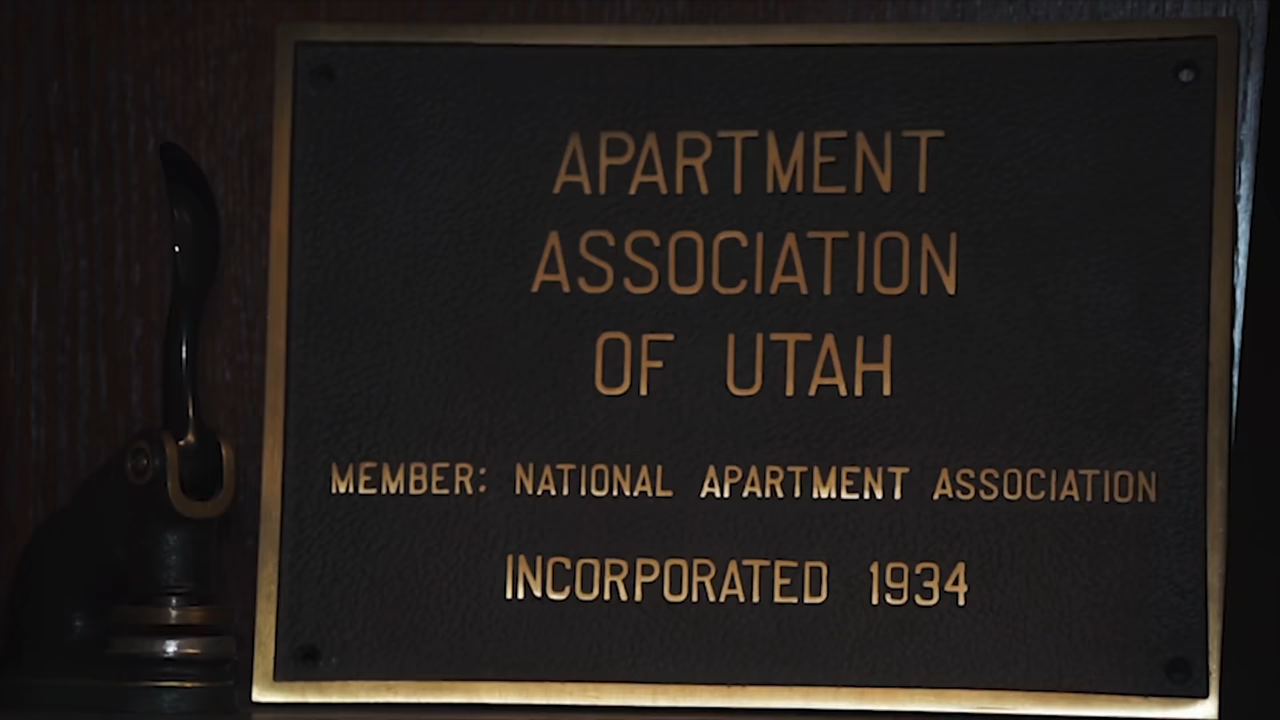 APARTMENT
ASSOCIATION
OF UTAH
MEMBER: NATIONAL APARTMENT ASSOCIATION
INCORPORATED 1934